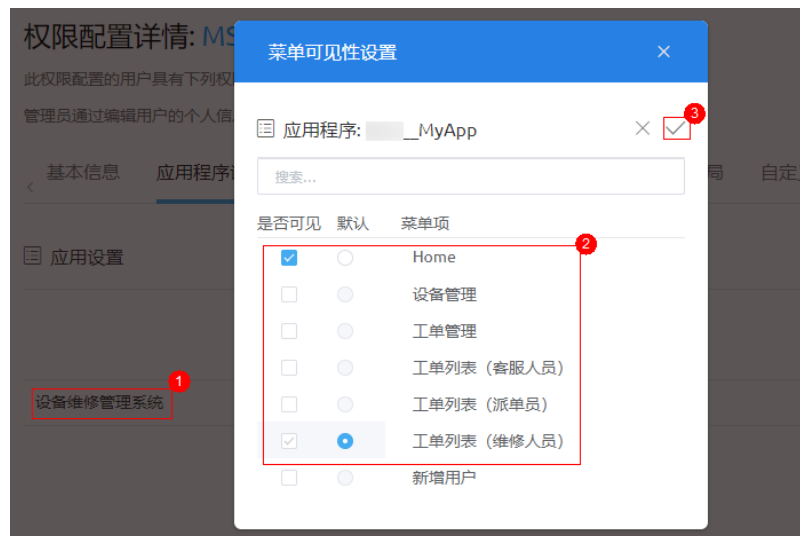 权限配置详情: MS
此权限配置的用户具有下列权
管理员通过编辑用户的个人信
基本信息
应用程序
局
自定
应用设置
1
设备维修管理系统
菜单可见性设置
应用程序: __MyApp
3
搜索...
是否可见 默认 菜单项
2
Home
设备管理
工单管理
工单列表（客服人员）
工单列表（派单员）
工单列表（维修人员）
新增用户